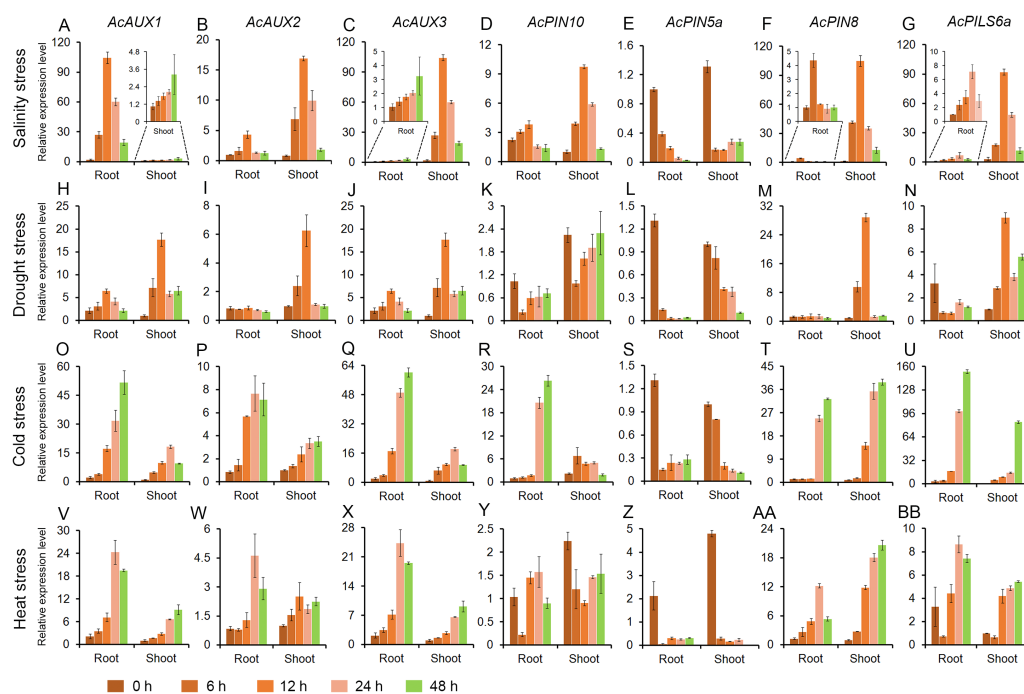 A AcAUX1 B AcAUX2 C AcAUX3 D AcPIN10 E AcPIN5a F AcPIN8 G AcPILS6a
Salinity stress
Relative expression level
120 90 60 30 0
4.8 3.6 2.4 1.2 0.0
Shoot
Root Shoot
20 15 10 5 0
Root Shoot
120 90 60 30 0
5 4 3 2 1 0
Root
Root Shoot
12 9 6 3 0
Root Shoot
1.6 1.2 0.8 0.4 0
Root Shoot
120 90 60 30 0
5 4 3 2 1 0
Root
Root Shoot
100 80 60 40 20 0
10 8 6 4 2 0
Root
Root Shoot
H I J K L M N
Drought stress
Relative expression level
25 20 15 10 5 0
Root Shoot
8 6 4 2 0
Root Shoot
25 20 15 10 5 0
Root Shoot
3 2.4 1.8 1.2 0.6 0
Root Shoot
1.5 1.2 0.9 0.6 0.3 0
Root Shoot
32 24 16 8 0
Root Shoot
10 8 6 4 2 0
Root Shoot
O P Q R S T U
Cold stress
Relative expression level
60 45 30 15 0
Root Shoot
10 8 6 4 2 0
Root Shoot
64 48 32 16 0
Root Shoot
30 24 18 12 6 0
Root Shoot
1.5 1.2 0.9 0.6 0.3 0
Root Shoot
45 36 27 18 9 0
Root Shoot
160 128 96 64 32 0
Root Shoot
V W X Y Z AA BB
Heat stress
Relative expression level
30 24 18 12 6 0
Root Shoot
6 4.5 3 1.5 0
Root Shoot
28 21 14 7 0
Root Shoot
2.5 2 1.5 1 0.5 0
Root Shoot
5 4 3 2 1 0
Root Shoot
24 18 12 6 0
Root Shoot
10 8 6 4 2 0
Root Shoot
0 h 6 h 12 h 24 h 48 h